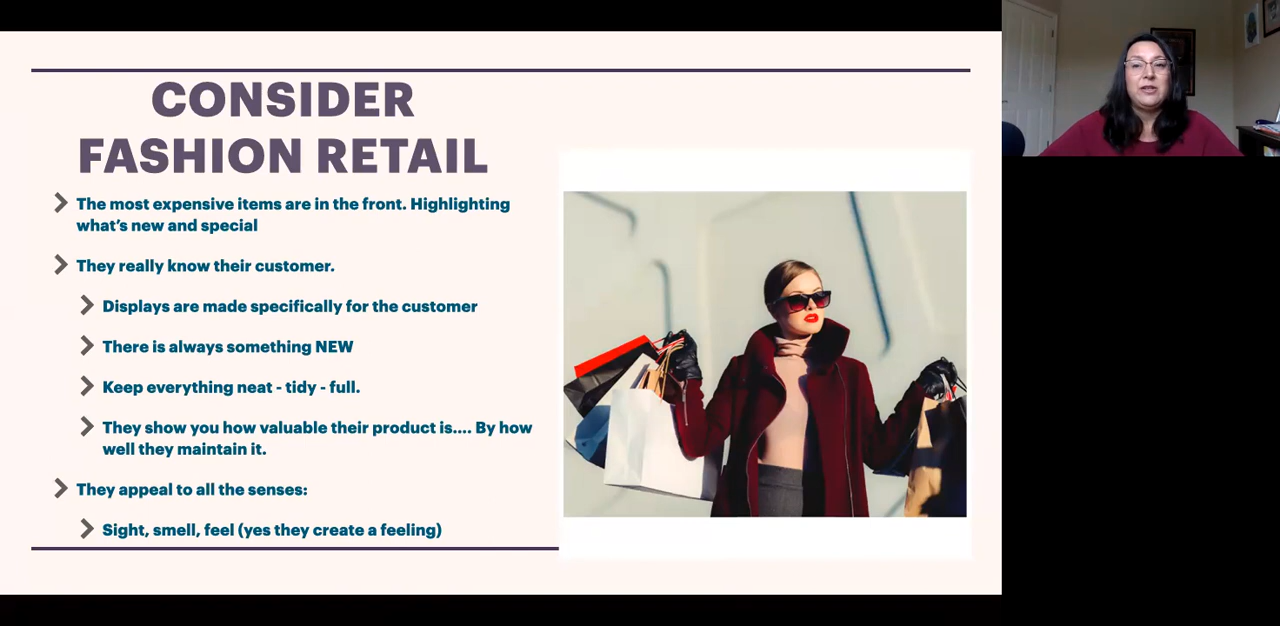 CONSIDER
FASHION RETAIL
The most expensive items are in the front. Highlighting
what’s new and special
They really know their customer.
Displays are made specifically for the customer
There is always something NEW
Keep everything neat - tidy - full.
They show you how valuable their product is.... By how
well they maintain it.
They appeal to all the senses:
Sight, smell, feel (yes they create a feeling)